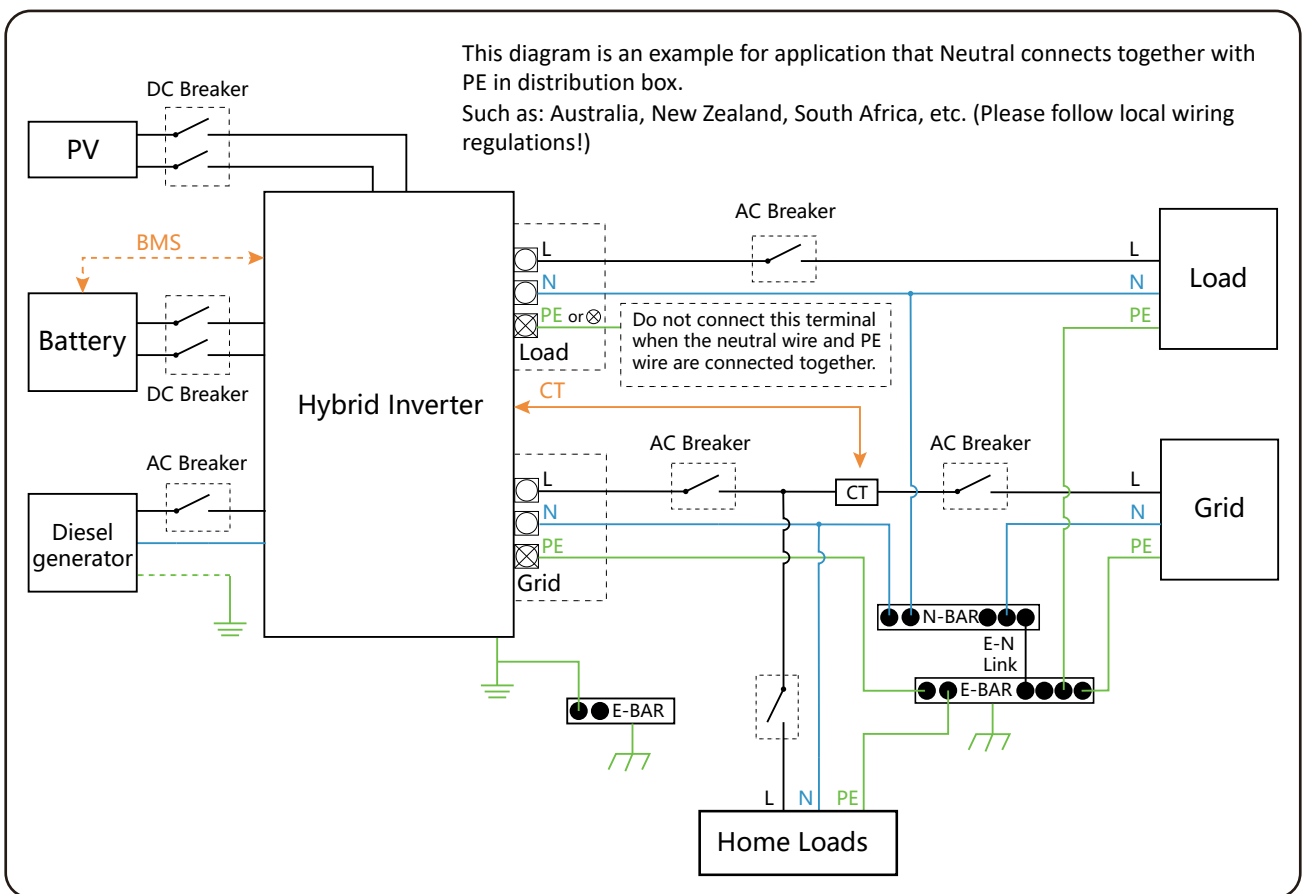 This diagram is an example for application that Neutral connects together with
PE in distribution box.
Such as: Australia, New Zealand, South Africa, etc. (Please follow local wiring
regulations!)
DC Breaker
PV
BMS
Battery
DC Breaker
AC Breaker
Diesel
generator
Hybrid Inverter
L
N
PE or⊗
Load
Do not connect this terminal
when the neutral wire and PE
wire are connected together.
AC Breaker
L
N
PE
Load
CT
AC Breaker
CT
AC Breaker
L
N
PE
Grid
L
N
PE
Grid
N-BAR
E-N
Link
E-BAR
E-BAR
L
N
PE
Home Loads